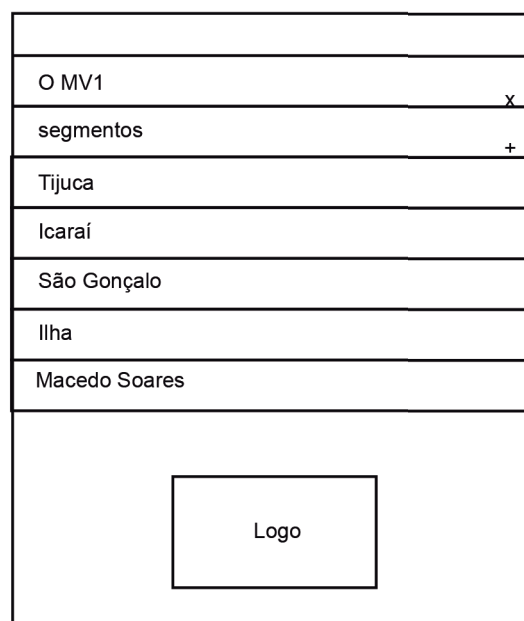 O MV1
x
segmentos
+
Tijuca
Icaraí
São Gonçalo
Ilha
Macedo Soares
Logo